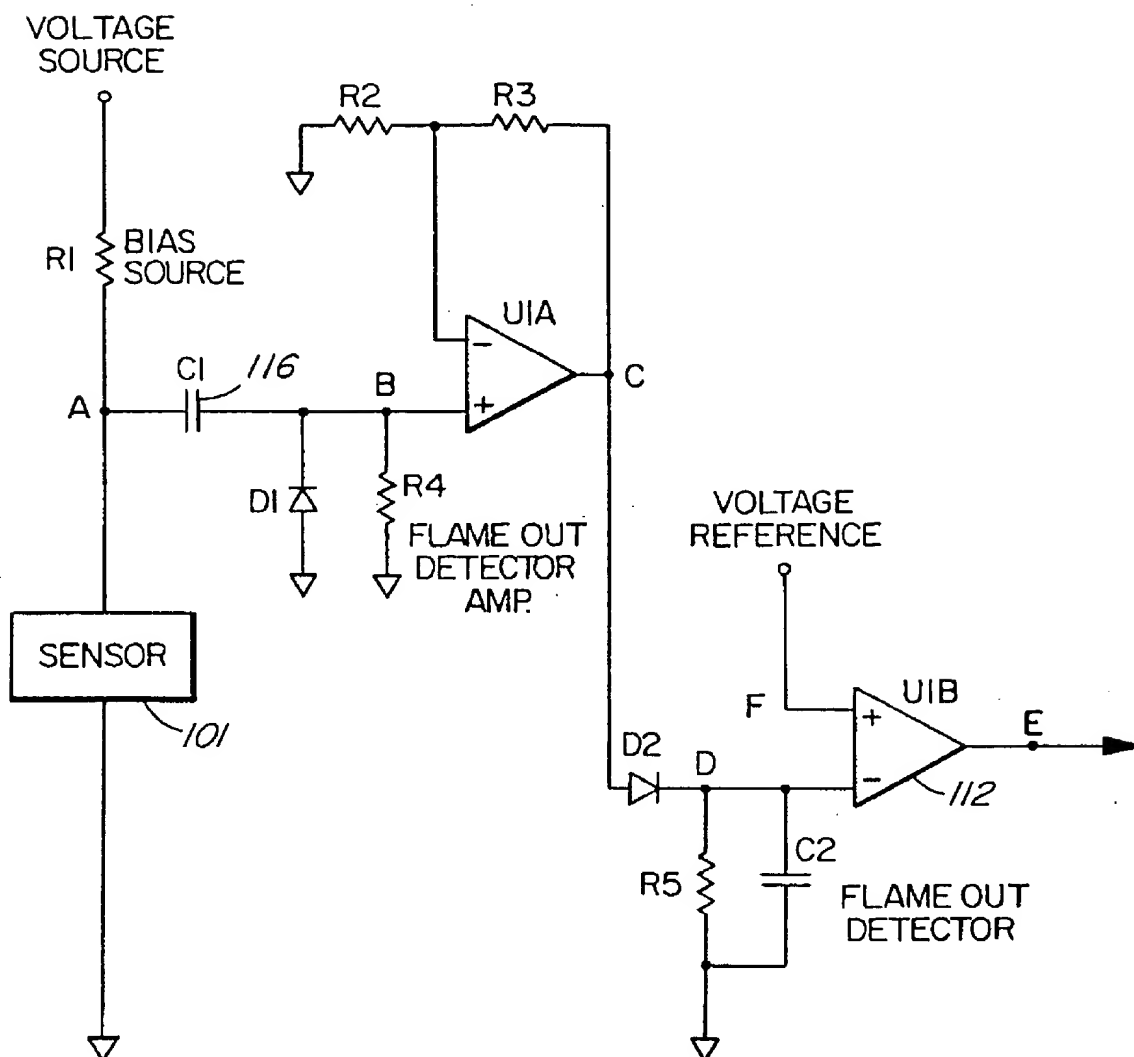 VOLTAGE
SOURCE
R2
R3
R1
BIAS
SOURCE
U1A
C1
116
A
B
C
D1
R4
FLAME OUT
DETECTOR
AMP.
VOLTAGE
REFERENCE
SENSOR
101
F
U1B
E
D2
D
112
R5
C2
FLAME OUT
DETECTOR